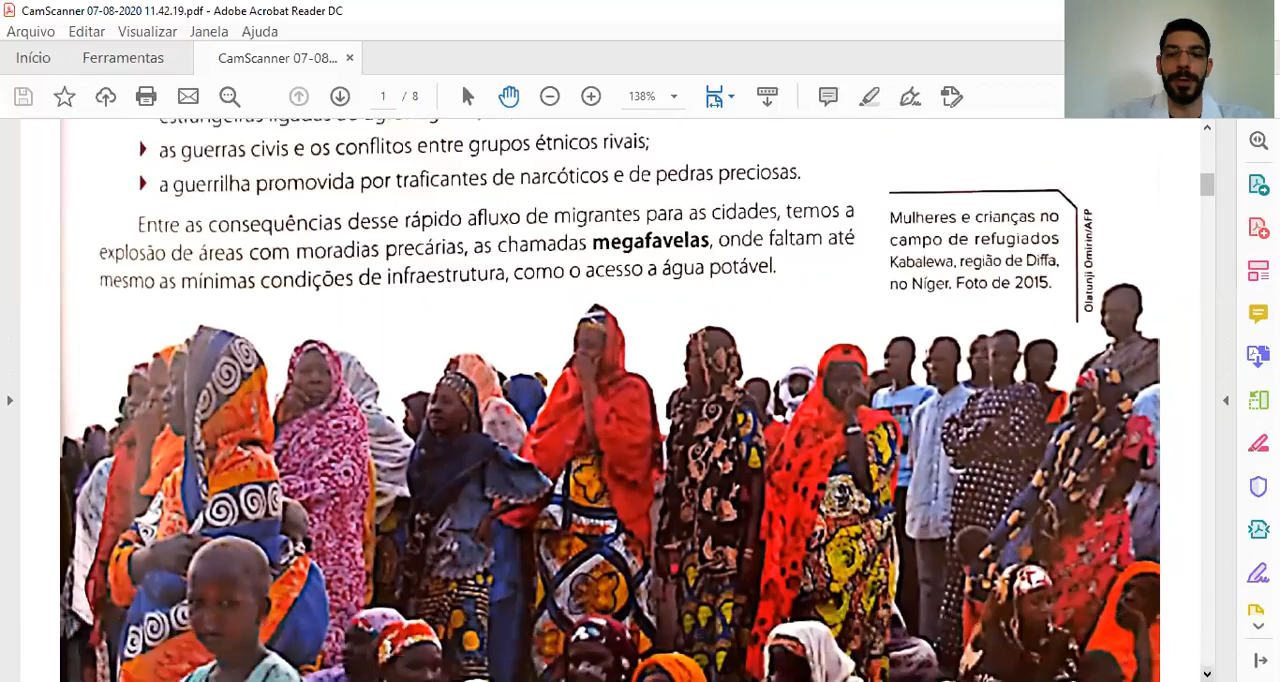 CamScanner 07-08-2020 11.42.19.pdf - Adobe Acrobat Reader DC
Arquivo Editar Visualizar Janela Ajuda
Início Ferramentas CamScanner 07-08... ×
1 / 8 138%
as guerras civis e os conflitos entre grupos étnicos rivais;
a guerrilha promovida por traficantes de narcóticos e de pedras preciosas.
Entre as consequências desse rápido afluxo de migrantes para as cidades, temos a
explosão de áreas com moradias precárias, as chamadas megafavelas, onde faltam até
mesmo as mínimas condições de infraestrutura, como o acesso a água potável.
Mulheres e crianças no
campo de refugiados
Kabalewa, região de Diffa,
no Níger. Foto de 2015.
Olatunji Omirin/AFP